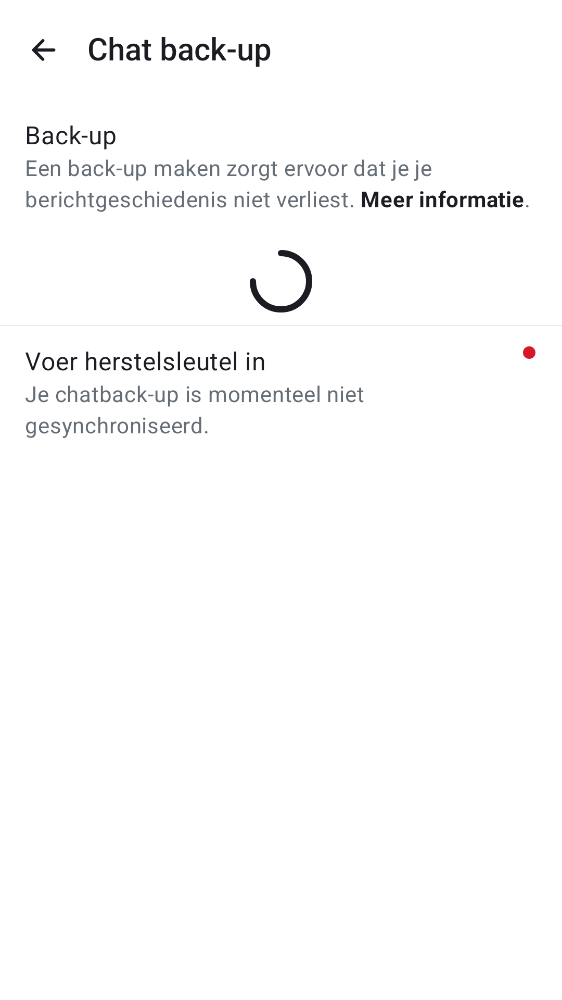 Chat back-up
Back-up
Een back-up maken zorgt ervoor dat je je
berichtgeschiedenis niet verliest. Meer informatie.
Voer herstelsleutel in
Je chatback-up is momenteel niet
gesynchroniseerd.